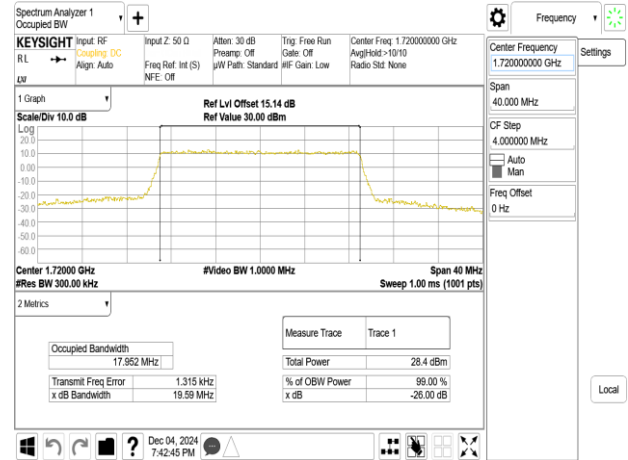 Spectrum Analyzer 1
Occupied BW
Frequency
KEYSIGHT
RL
LXI
Input: RF
Coupling: DC
Align: Auto
Input Z: 50 Ω
Freq Ref: Int (S)
NFE: Off
Atten: 30 dB
Preamp: Off
µW Path: Standard
Trig: Free Run
Gate: Off
#IF Gain: Low
Center Freq: 1.720000000 GHz
Avg|Hold:>10/10
Radio Std: None
Center Frequency
1.720000000 GHz
Settings
Span
40.000 MHz
CF Step
4.000000 MHz
Auto
Man
Freq Offset
0 Hz
Local
1 Graph
Scale/Div 10.0 dB
Ref Lvl Offset 15.14 dB
Ref Value 30.00 dBm
Log
20.0
10.0
0.00
-10.0
-20.0
-30.0
-40.0
-50.0
-60.0
Center 1.72000 GHz
#Res BW 300.00 kHz
#Video BW 1.0000 MHz
Span 40 MHz
Sweep 1.00 ms (1001 pts)
2 Metrics
Measure Trace Trace 1
Occupied Bandwidth
17.952 MHz
Total Power 28.4 dBm
Transmit Freq Error 1.315 kHz
% of OBW Power 99.00 %
x dB Bandwidth 19.59 MHz
x dB -26.00 dB
?
Dec 04, 2024
7:42:45 PM